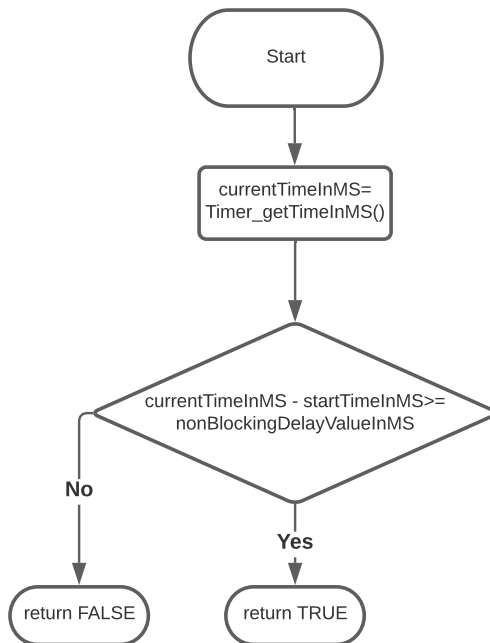 Start
currentTimeInMS=
Timer_getTimeInMS()
currentTimeInMS - startTimeInMS>=
nonBlockingDelayValueInMS
No
Yes
return FALSE
return TRUE